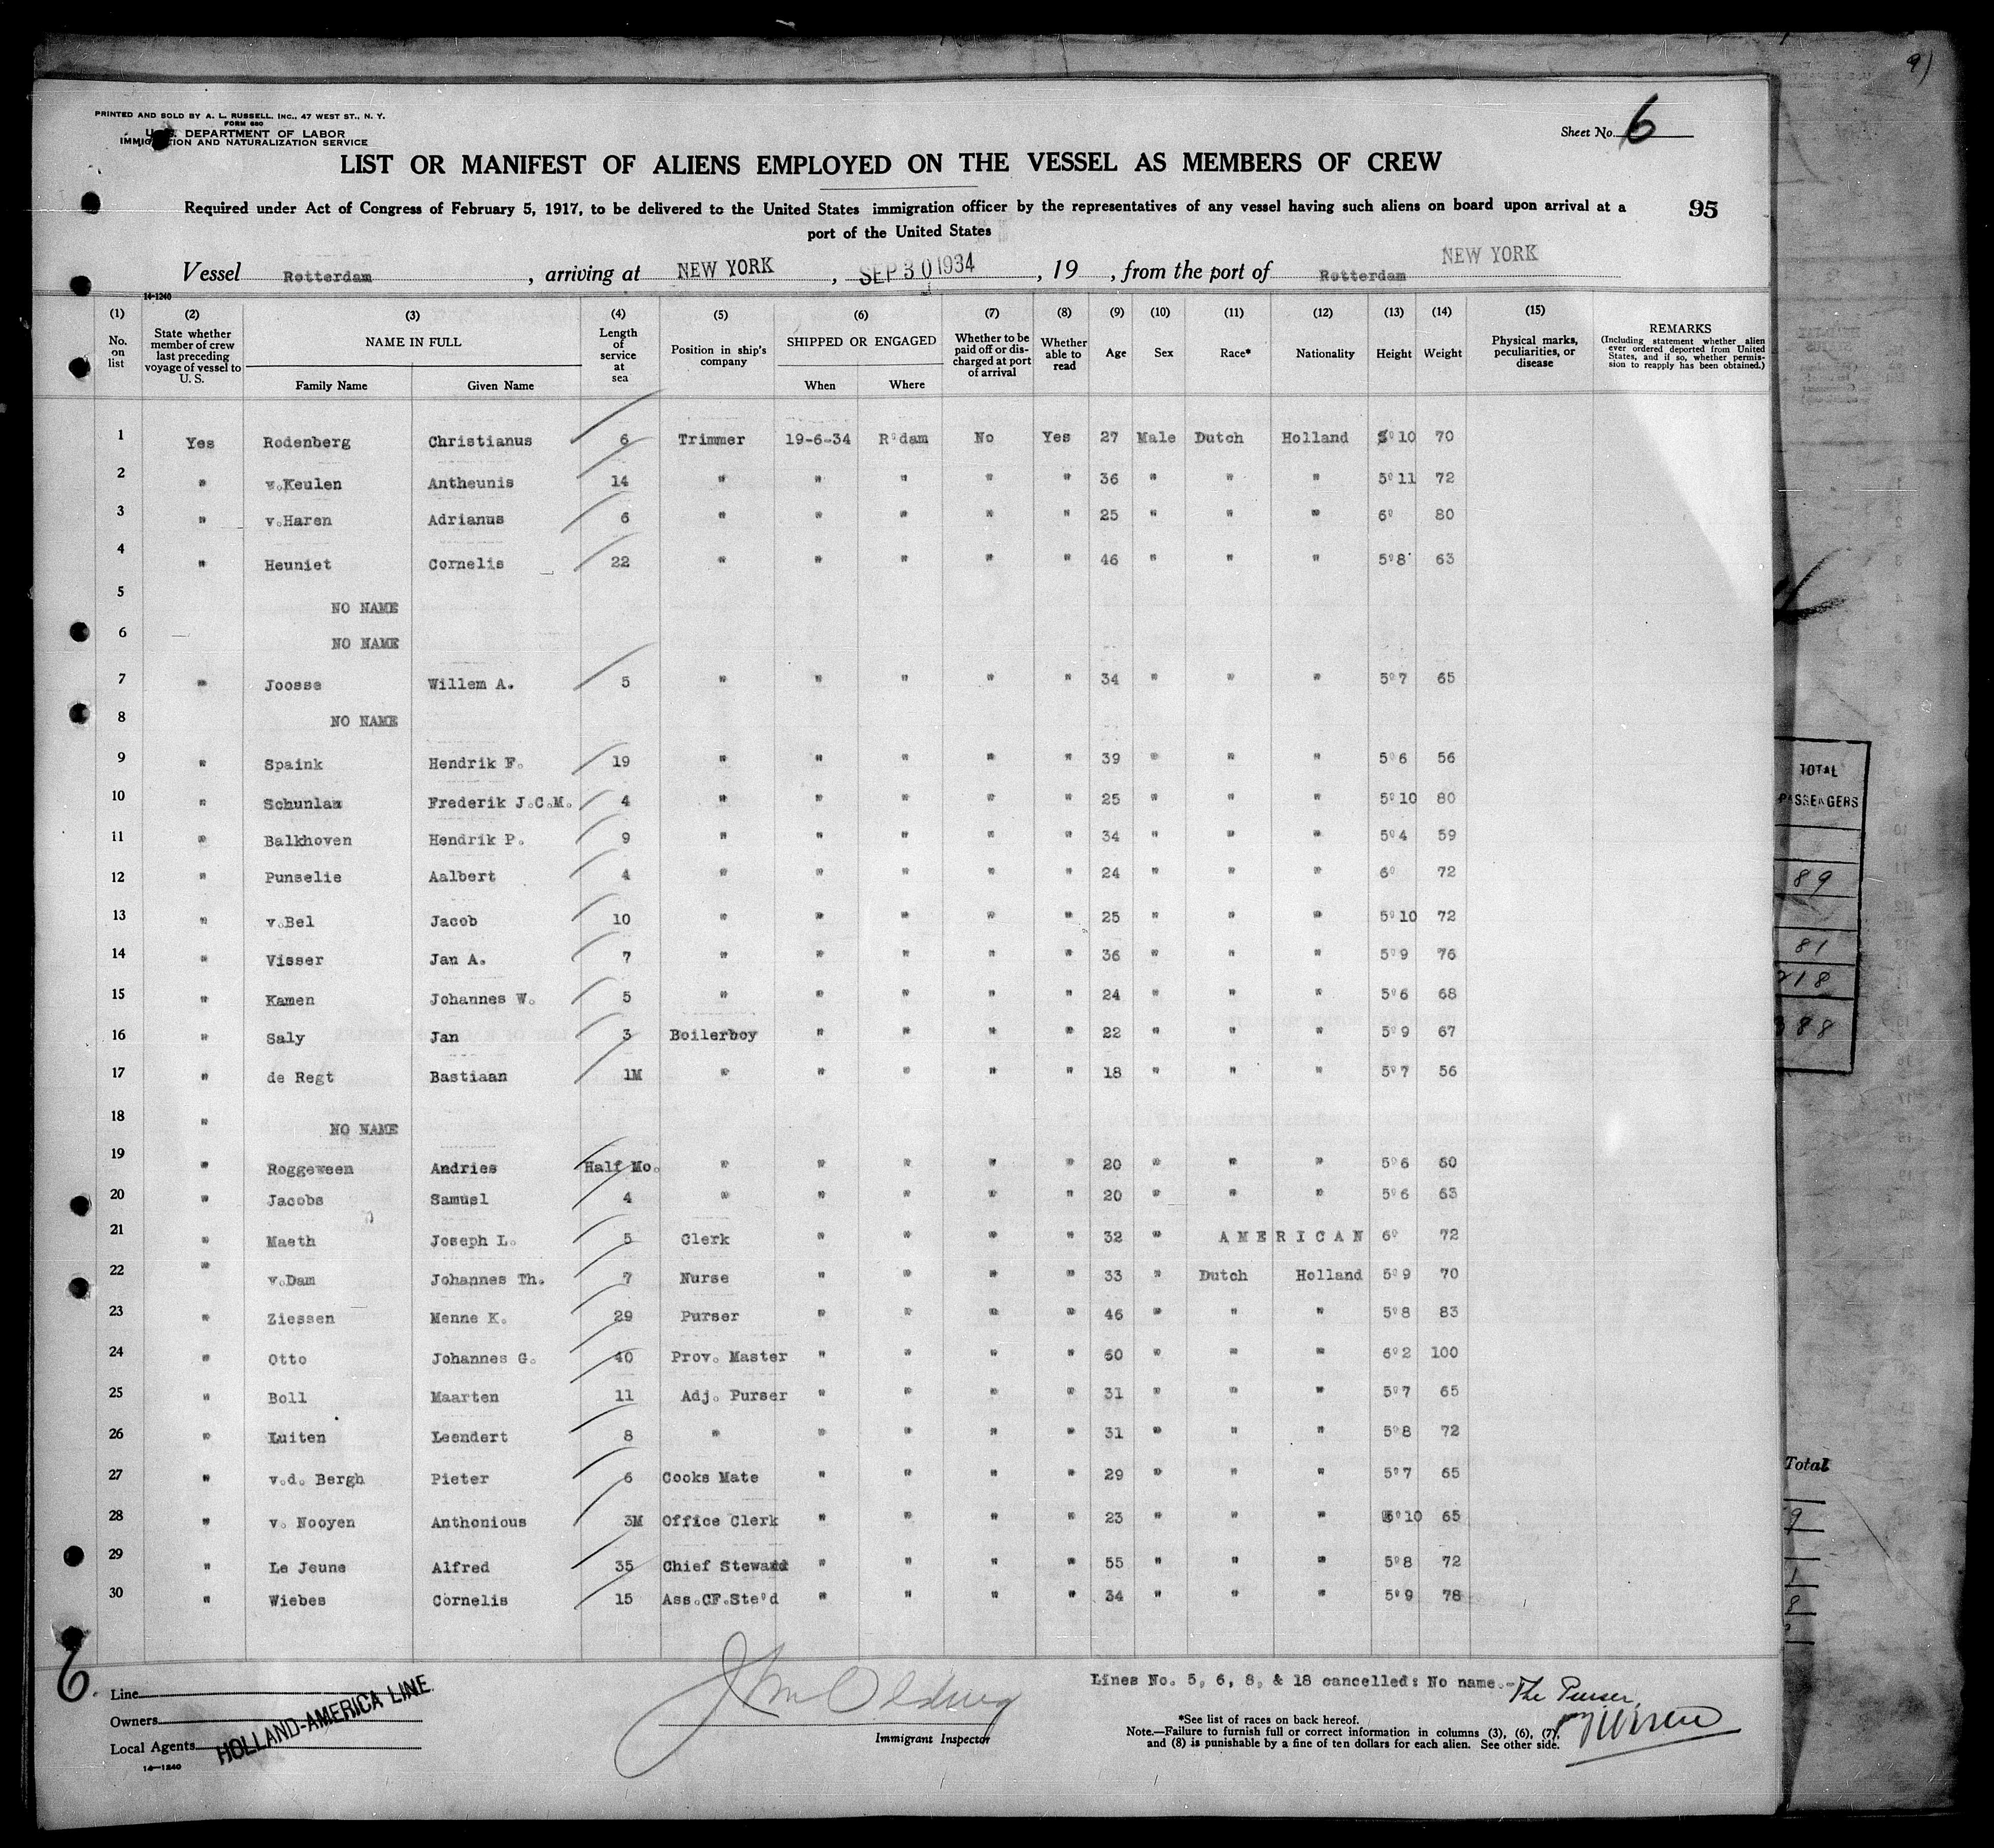 9)
PRINTED AND SOLD BY A. L. RUSSELL, INC., 47 WEST ST., N. Y.
FORM 680
U. S. DEPARTMENT OF LABOR
IMMIGRATION AND NATURALIZATION SERVICE
Sheet No. 6
LIST OR MANIFEST OF ALIENS EMPLOYED ON THE VESSEL AS MEMBERS OF CREW
Required under Act of Congress of February 5, 1917, to be delivered to the United States immigration officer by the representatives of any vessel having such aliens on board upon arrival at a
port of the United States
95
Vessel Rotterdam, arriving at NEW YORK, SEP 30 1934, 19 , from the port of Rotterdam NEW YORK
14-1240
(1) (2) (3) (4) (5) (6) (7) (8) (9) (10) (11) (12) (13) (14) (15)
No. on list
State whether member of crew last preceding voyage of vessel to U. S.
NAME IN FULL
Family Name Given Name
Length of service at sea
Position in ship's company
SHIPPED OR ENGAGED
When Where
Whether to be paid off or discharged at port of arrival
Whether able to read
Age Sex Race* Nationality Height Weight
Physical marks, peculiarities, or disease
REMARKS
(Including statement whether alien ever ordered deported from United States, and if so, whether permission to reapply has been obtained.)
1 Yes Rodenberg Christianus 6 Trimmer 19-6-34 R'dam No Yes 27 Male Dutch Holland 5°10 70
2 " v.Keulen Antheunis 14 " " " " " 36 " " " 5°11 72
3 " v.Haren Adrianus 6 " " " " " 25 " " " 6° 80
4 " Heuniet Cornelis 22 " " " " " 46 " " " 5°8 63
5 NO NAME
6 NO NAME
7 " Joosse Willem A. 5 " " " " " 34 " " " 5°7 65
8 NO NAME
9 " Spaink Hendrik F. 19 " " " " " 39 " " " 5°6 56
10 " Schunlau Frederik J.C.M. 4 " " " " " 25 " " " 5°10 80
11 " Balkhoven Hendrik P. 9 " " " " " 34 " " " 5°4 59
12 " Punselie Aalbert 4 " " " " " 24 " " " 6° 72
13 " v.Bel Jacob 10 " " " " " 25 " " " 5°10 72
14 " Visser Jan A. 7 " " " " " 36 " " " 5°9 76
15 " Kamen Johannes W. 5 " " " " " 24 " " " 5°6 68
16 " Saly Jan 3 Boilerboy " " " " 22 " " " 5°9 67
17 " de Regt Bastiaan 1M " " " " " 18 " " " 5°7 56
18 " NO NAME
19 " Roggeween Andries Half Mo. " " " " " 20 " " " 5°6 60
20 " Jacobs Samuel 4 " " " " " 20 " " " 5°6 63
21 " Maeth Joseph L. 5 Clerk " " " " 32 " AMERICAN 6° 72
22 " v.Dam Johannes Th. 7 Nurse " " " " 33 " Dutch Holland 5°9 70
23 " Ziessen Menne K. 29 Purser " " " " 46 " " " 5°8 83
24 " Otto Johannes G. 40 Prov. Master " " " " 60 " " " 6°2 100
25 " Boll Maarten 11 Adj. Purser " " " " 31 " " " 5°7 65
26 " Luiten Leendert 8 " " " " " 31 " " " 5°8 72
27 " v.d. Bergh Pieter 6 Cooks Mate " " " " 29 " " " 5°7 65
28 " v. Nooyen Anthonious 3M Office Clerk " " " " 23 " " " 5°10 65
29 " Le Jeune Alfred 35 Chief Steward " " " " 55 " " " 5°8 72
30 " Wiebes Cornelis 15 Ass.CF.Ste'd " " " " 34 " " " 5°9 78
6.
Line
Owners
Local Agents
HOLLAND-AMERICA LINE
14—1240
Immigrant Inspector
Lines No. 5, 6, 8, & 18 cancelled: No name.-
The Purser,
*See list of races on back hereof.
Note.—Failure to furnish full or correct information in columns (3), (6), (7),
and (8) is punishable by a fine of ten dollars for each alien. See other side.
TOTAL
PASSENGERS
89
81
218
388
Total